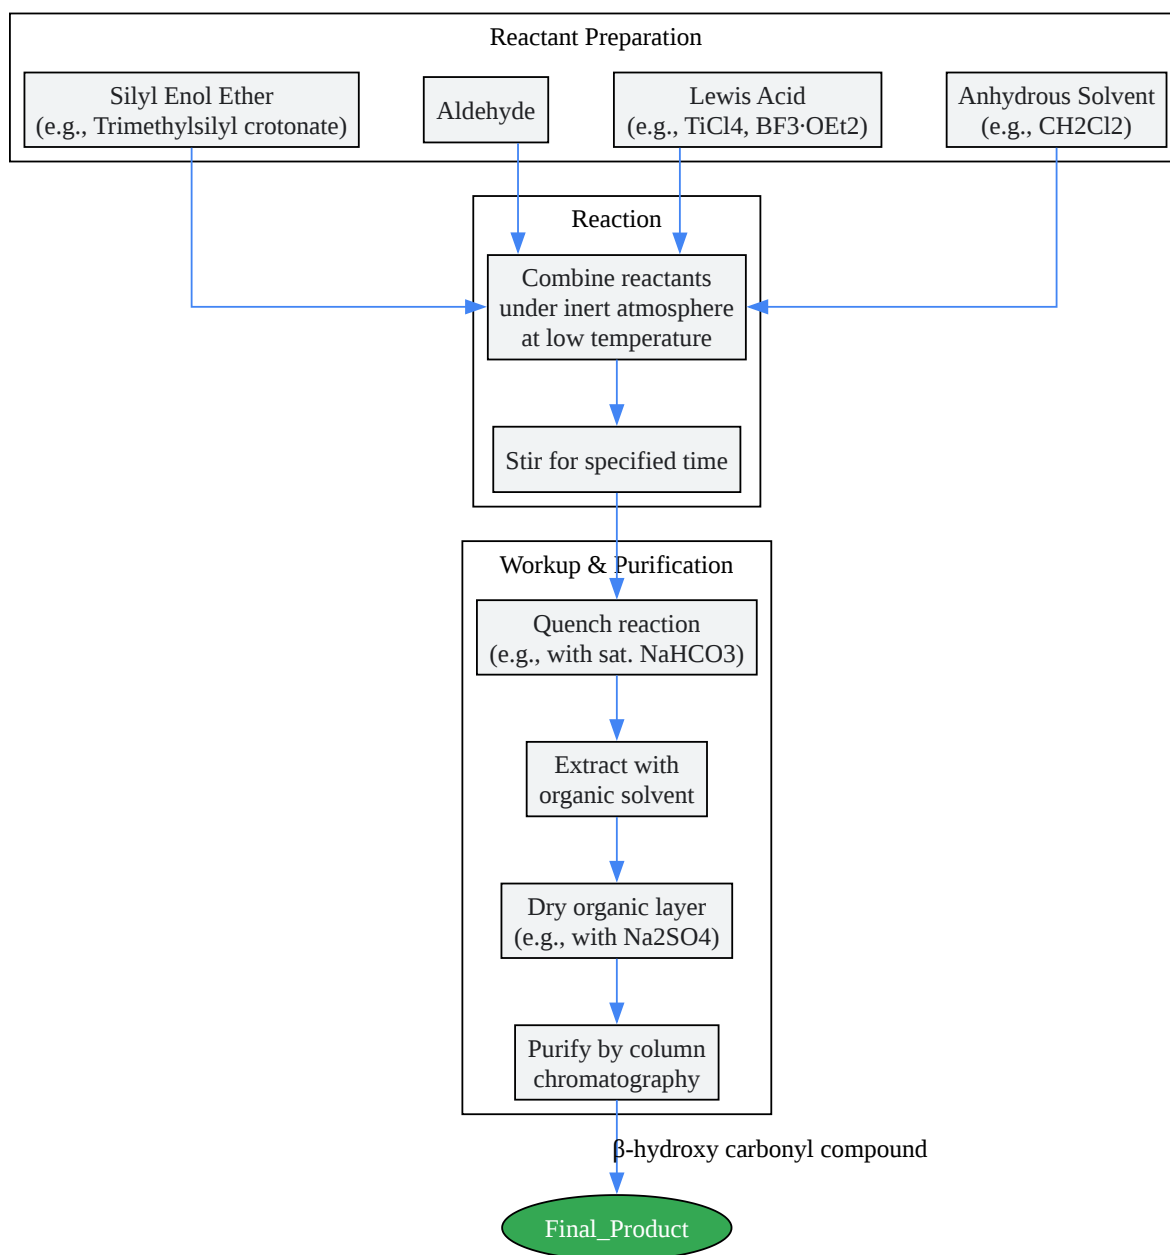 Reactant Preparation
Silyl Enol Ether
(e.g., Trimethylsilyl crotonate)
Aldehyde
Lewis Acid
(e.g., TiCl4, BF3·OEt2)
Anhydrous Solvent
(e.g., CH2Cl2)
Reaction
Combine reactants
under inert atmosphere
at low temperature
Stir for specified time
Workup & Purification
Quench reaction
(e.g., with sat. NaHCO3)
Extract with
organic solvent
Dry organic layer
(e.g., with Na2SO4)
Purify by column
chromatography
β-hydroxy carbonyl compound
Final_Product